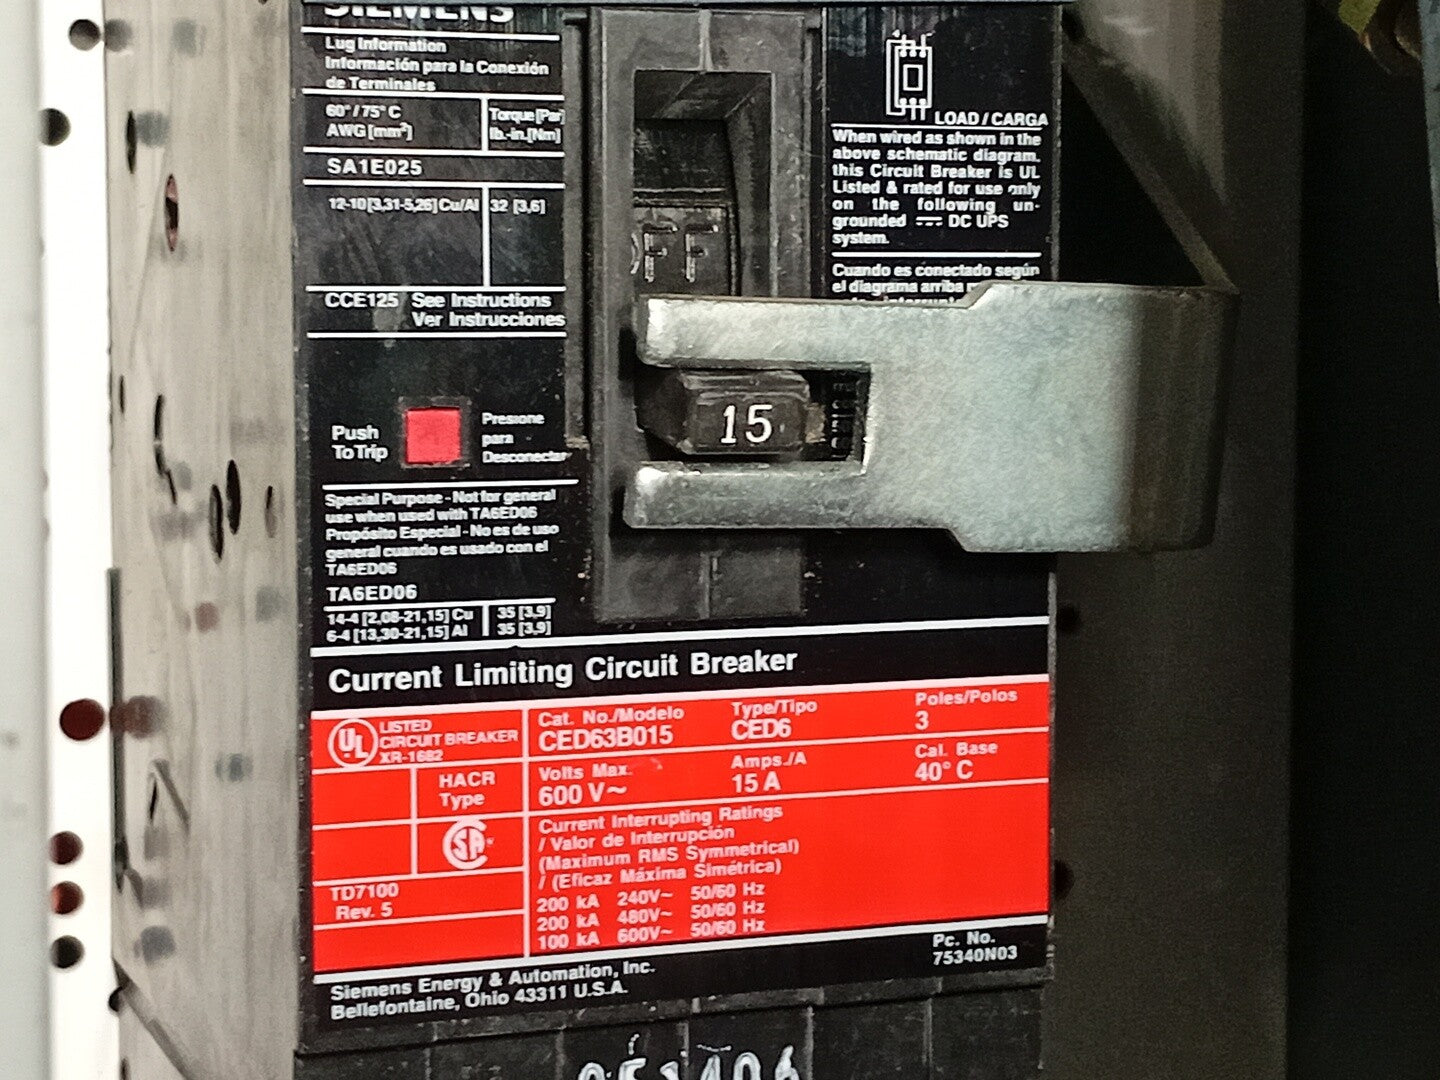 SIEMENS
Lug Information
Información para la Conexión
de Terminales
60°/75° C
AWG [mm²]
Torque [Par]
lb.-in.[Nm]
SA1E025
12-10[3,31-5,26]Cu/Al
32 [3,6]
CCE125 See Instructions
Ver Instrucciones
Push
To Trip
Presione
para
Desconectar
Special Purpose - Not for general
use when used with TA6ED06
Propósito Especial - No es de uso
general cuando es usado con el
TA6ED06
TA6ED06
14-4 [2,08-21,15] Cu
35 [3,9]
6-4 [13,30-21,15] Al
35 [3,9]
OFF
15
LOAD/CARGA
When wired as shown in the
above schematic diagram,
this Circuit Breaker is UL
Listed & rated for use only
on the following un-
grounded ⎓ DC UPS
system.
Cuando es conectado según
el diagrama arriba
Current Limiting Circuit Breaker
UL
LISTED
CIRCUIT BREAKER
XR-1682
HACR
Type
SA
TD7100
Rev. 5
Cat. No./Modelo
CED63B015
Type/Tipo
CED6
Poles/Polos
3
Volts Max.
600 V~
Amps./A
15 A
Cal. Base
40° C
Current Interrupting Ratings
/ Valor de Interrupción
(Maximum RMS Symmetrical)
/ (Eficaz Máxima Simétrica)
200 kA 240V~ 50/60 Hz
200 kA 480V~ 50/60 Hz
100 kA 600V~ 50/60 Hz
Siemens Energy & Automation, Inc.
Bellefontaine, Ohio 43311 U.S.A.
Pc. No.
75340N03